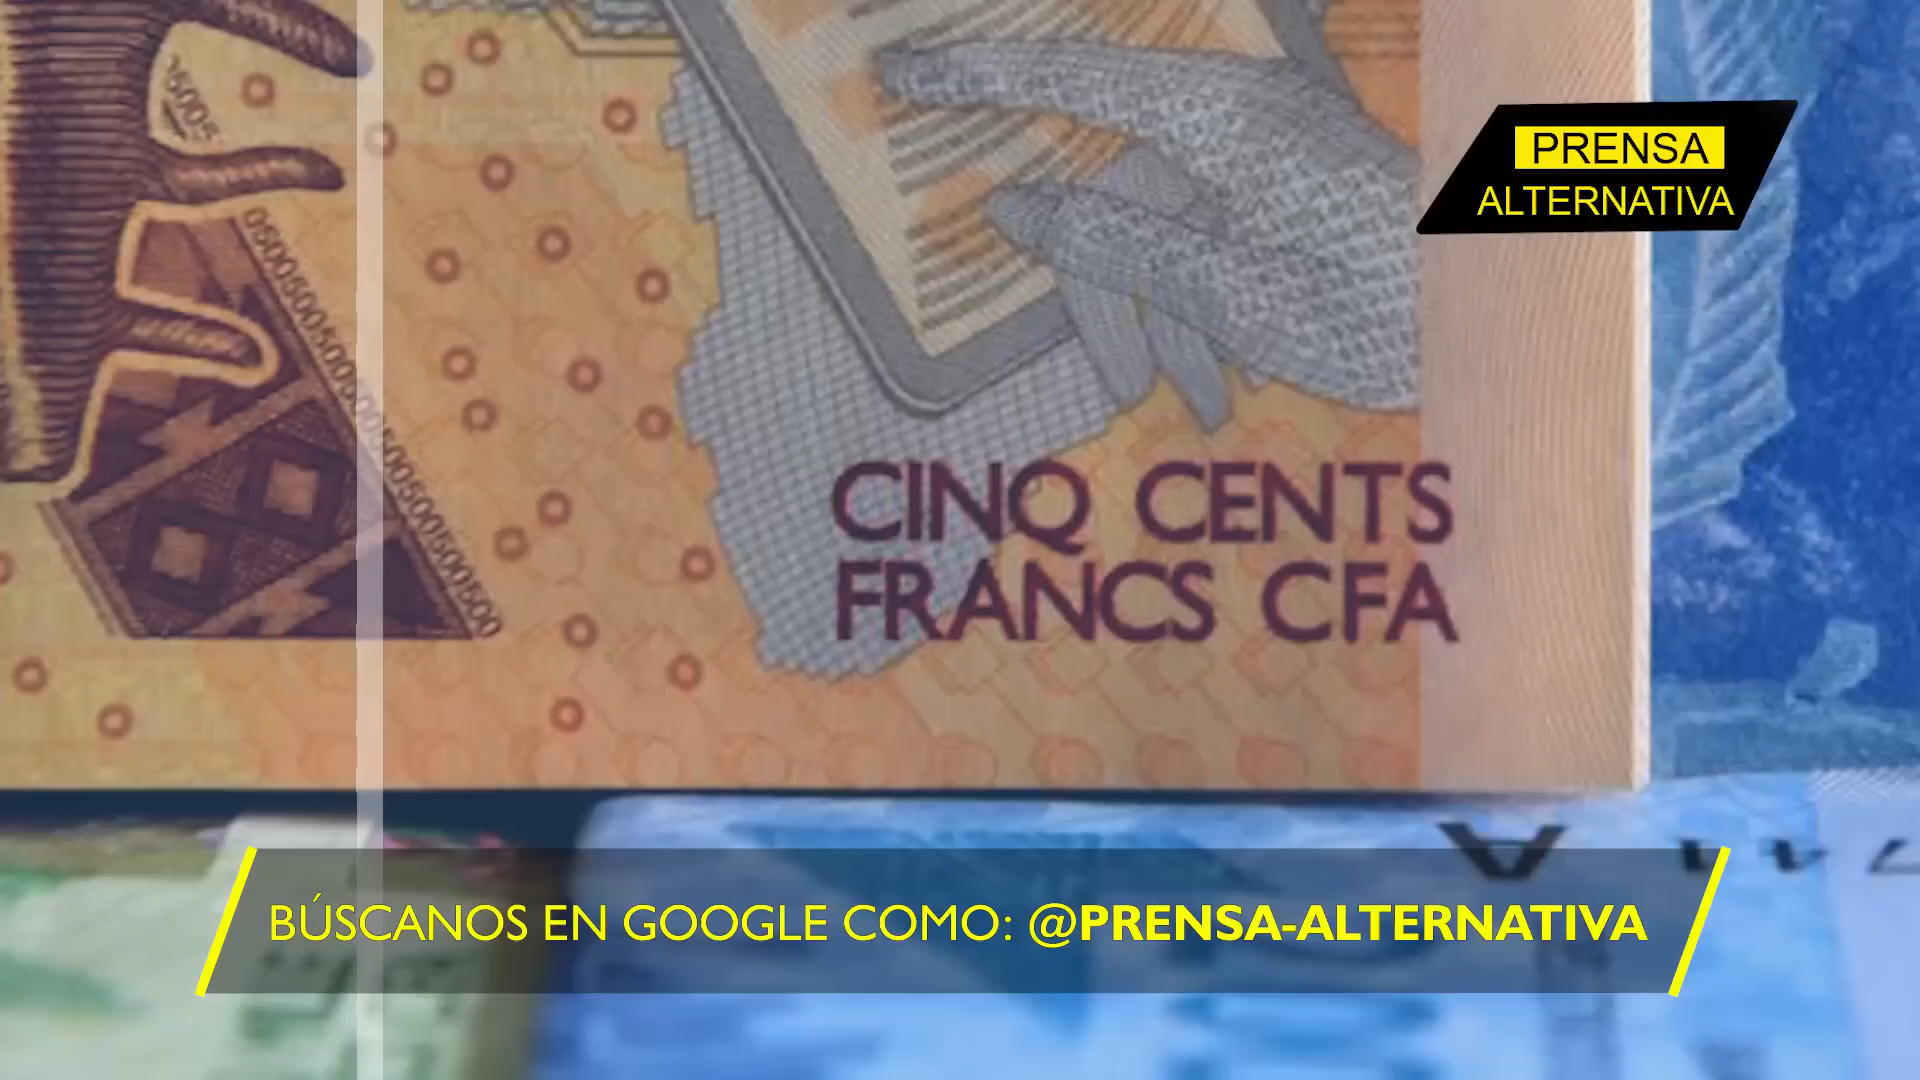 PRENSA
ALTERNATIVA
CINQ CENTS
FRANCS CFA
BÚSCANOS EN GOOGLE COMO: @PRENSA-ALTERNATIVA